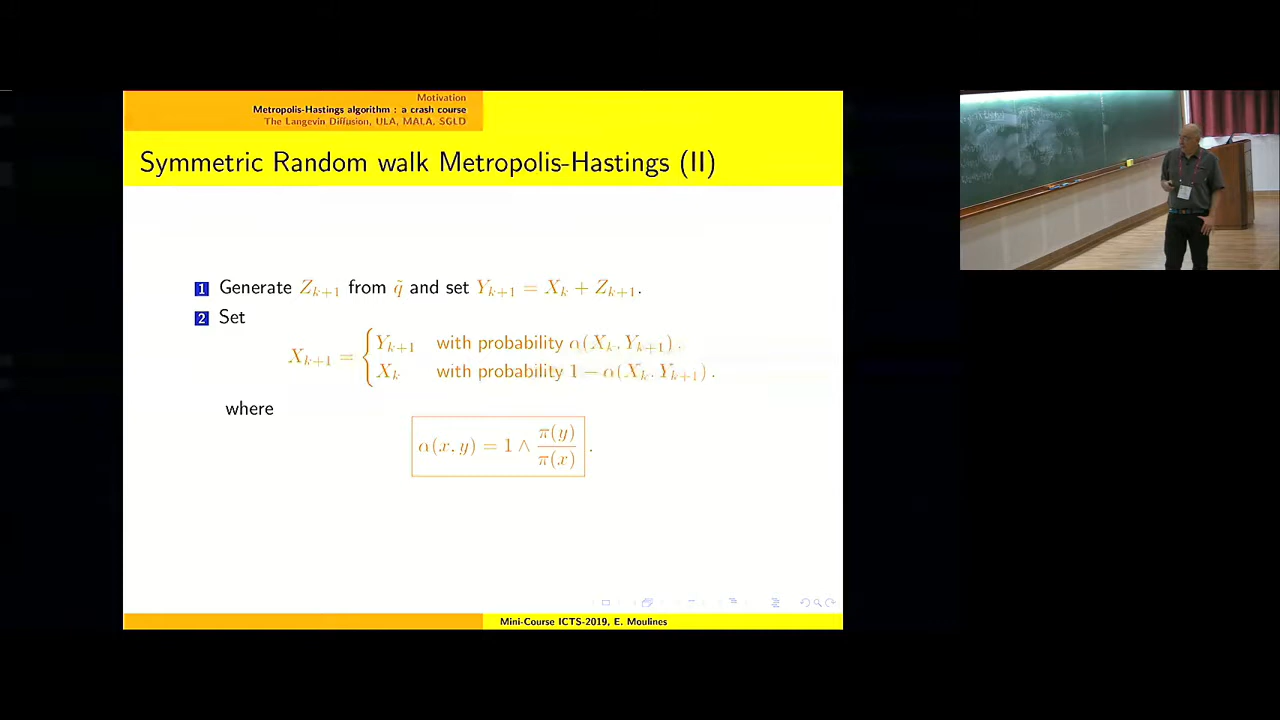 Motivation
Metropolis-Hastings algorithm : a crash course
The Langevin Diffusion, ULA, MALA, SGLD
Symmetric Random walk Metropolis-Hastings (II)
1 Generate Z_{k+1} from q̃ and set Y_{k+1} = X_k + Z_{k+1}.
2 Set
X_{k+1} = { Y_{k+1} with probability α(X_k, Y_{k+1}) .
X_k with probability 1 − α(X_k, Y_{k+1}) .
where
α(x, y) = 1 ∧ π(y)/π(x) .
Mini-Course ICTS-2019, E. Moulines